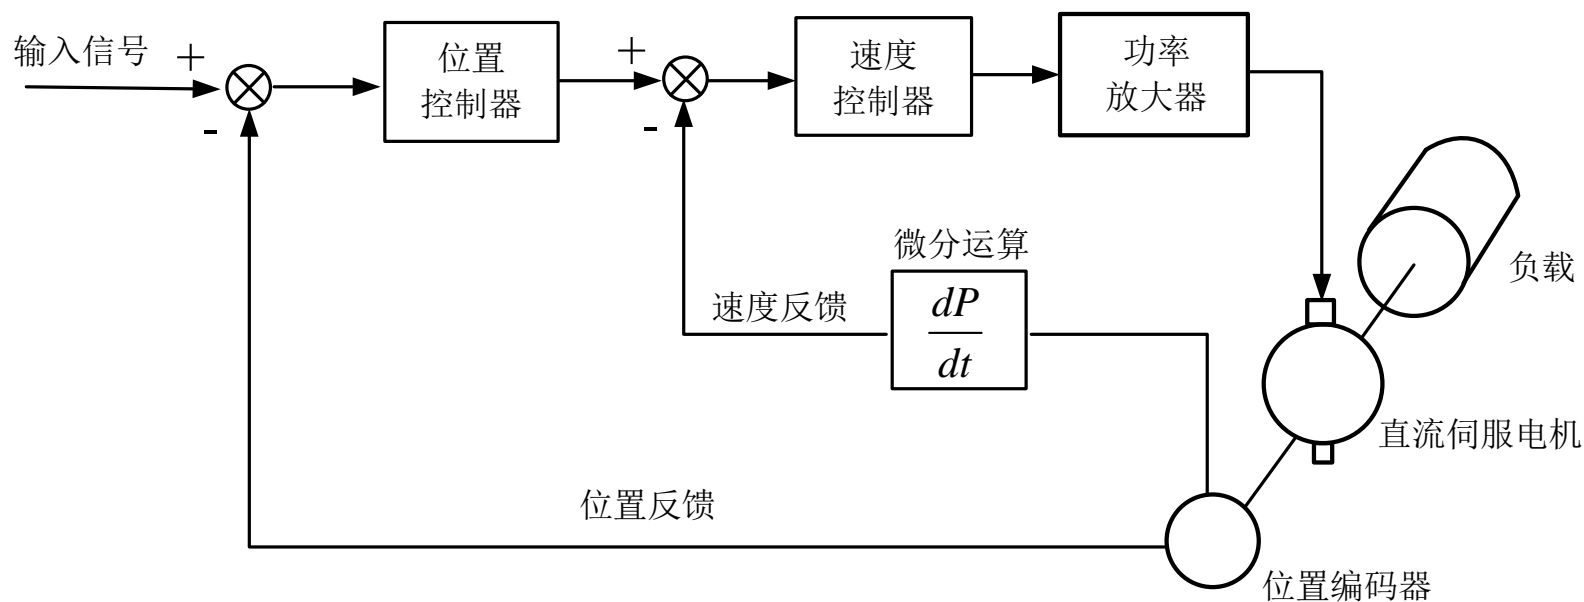 输入信号
+
-
位置
控制器
+
-
速度
控制器
功率
放大器
微分运算
dP
dt
速度反馈
负载
直流伺服电机
位置反馈
位置编码器